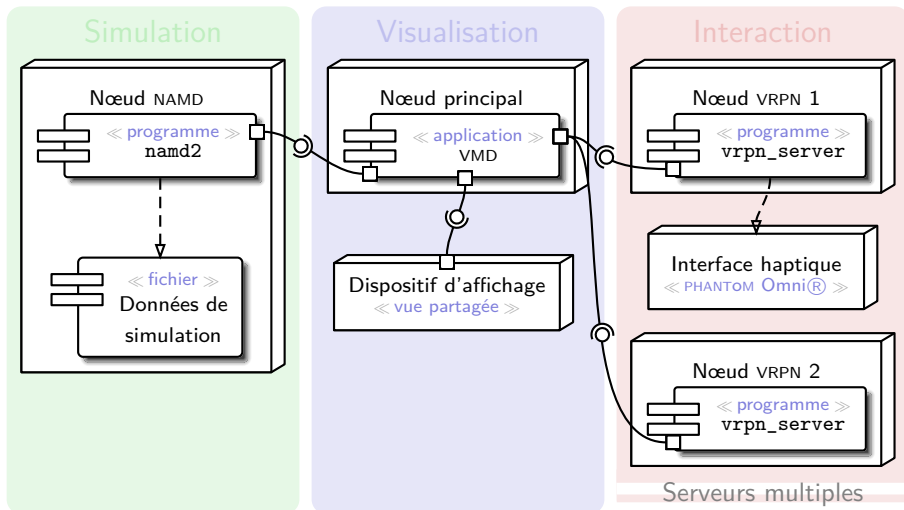 Simulation
Nœud NAMD
≪ programme ≫
namd2
≪ fichier ≫
Données de
simulation
Visualisation
Nœud principal
≪ application ≫
VMD
Dispositif d'affichage
≪ vue partagée ≫
Interaction
Nœud VRPN 1
≪ programme ≫
vrpn_server
Interface haptique
≪ PHANTOM Omni® ≫
Nœud VRPN 2
≪ programme ≫
vrpn_server
Serveurs multiples